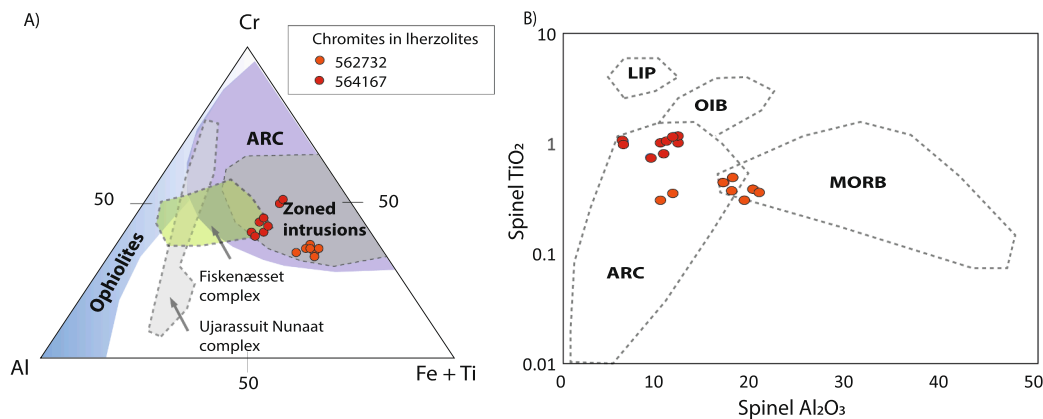 A)
Cr
Chromites in lherzolites
562732
564167
ARC
50
50
Zoned
intrusions
Ophiolites
Fiskenæsset
complex
Ujarassuit Nunaat
complex
Al
50
Fe + Ti
B)
10
1
0.1
0.01
Spinel TiO₂
LIP
OIB
MORB
ARC
0
10
20
30
40
50
Spinel Al₂O₃